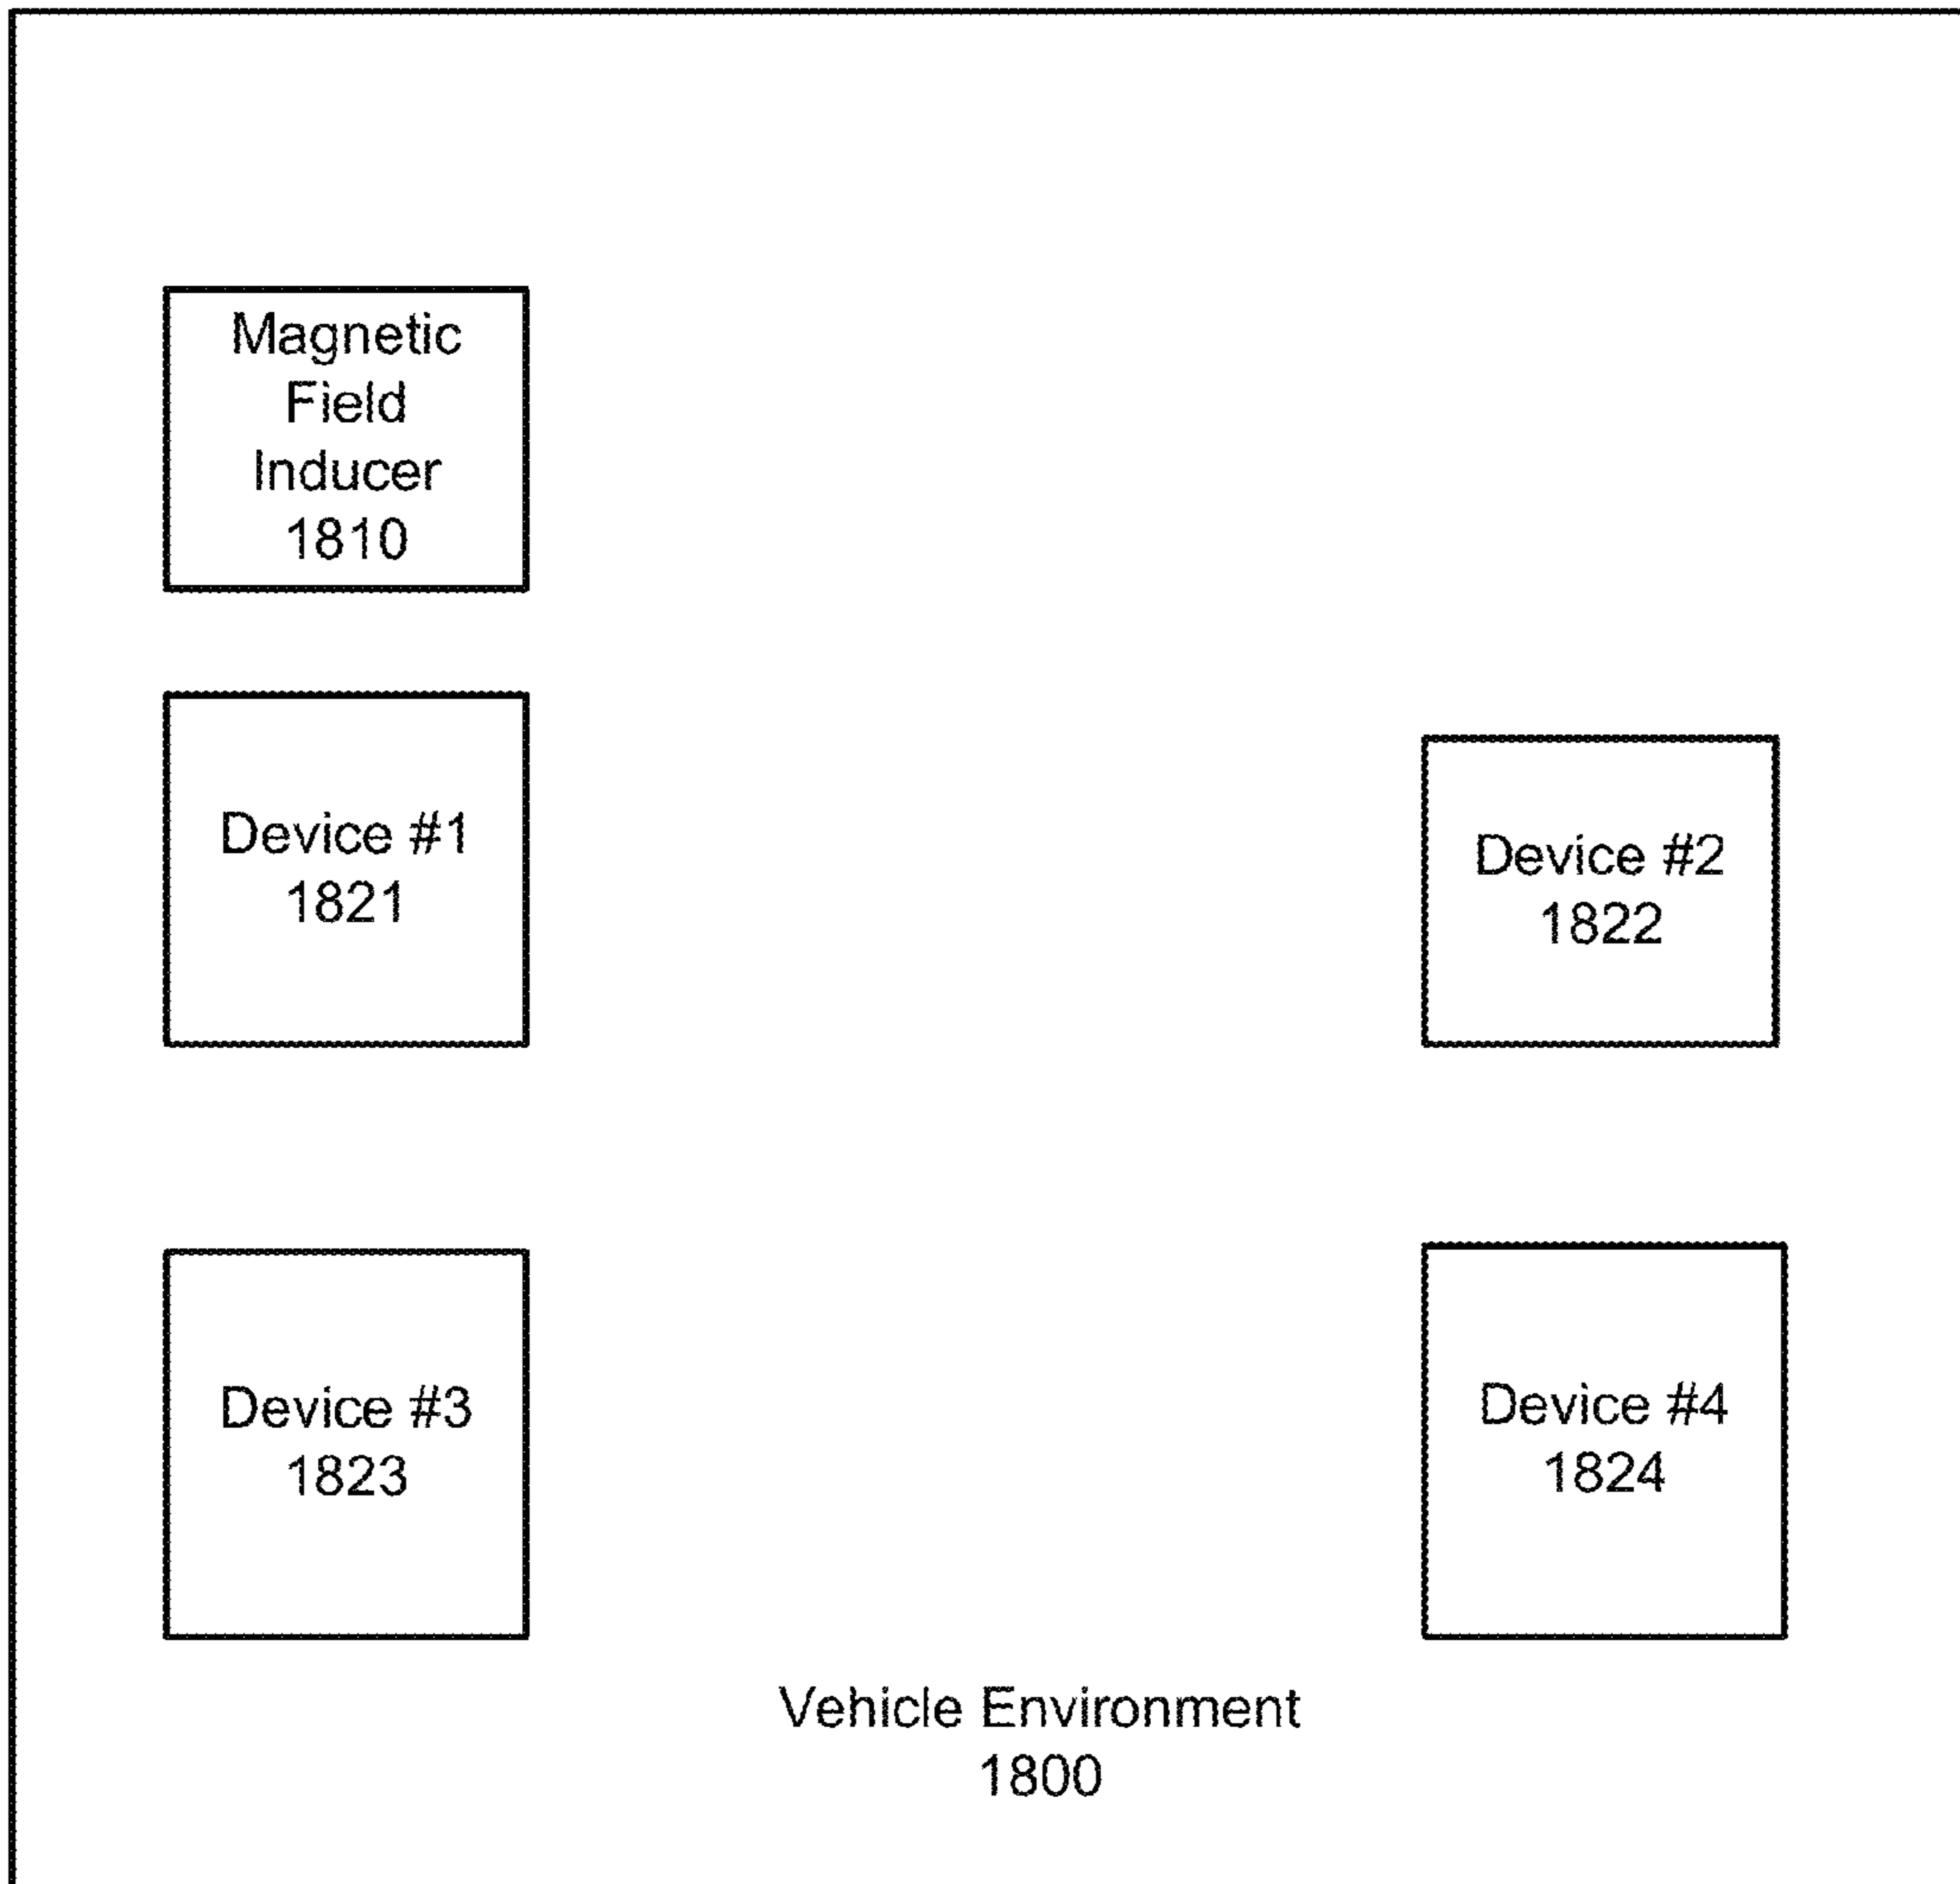 Magnetic
Field
Inducer
1810
Device #1
1821
Device #2
1822
Device #3
1823
Device #4
1824
Vehicle Environment
1800